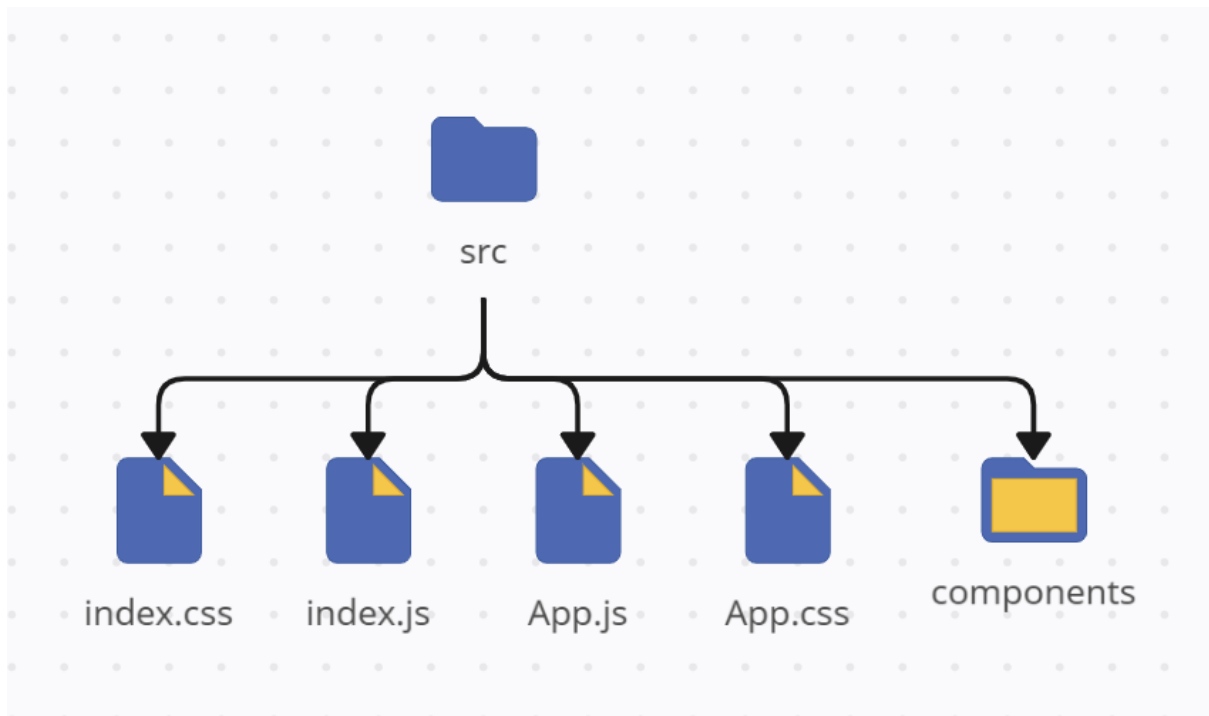 src
index.css
index.js
App.js
App.css
components